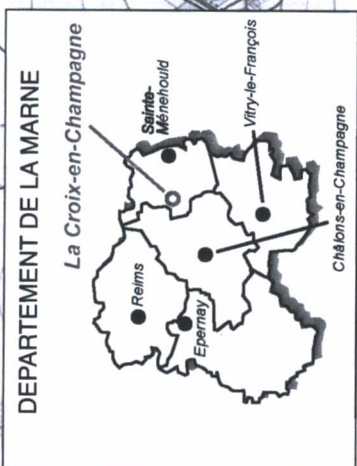 DEPARTEMENT DE LA MARNE
La Croix-en-Champagne
Sainte-
Ménehould
Reims
Epernay
Vitry-le-François
Châlons-en-Champagne